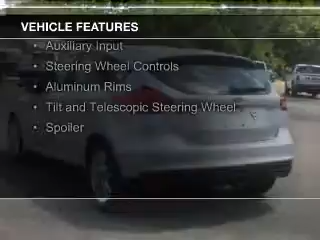 VEHICLE FEATURES
• Auxiliary Input
• Steering Wheel Controls
• Aluminum Rims
• Tilt and Telescopic Steering Wheel
• Spoiler